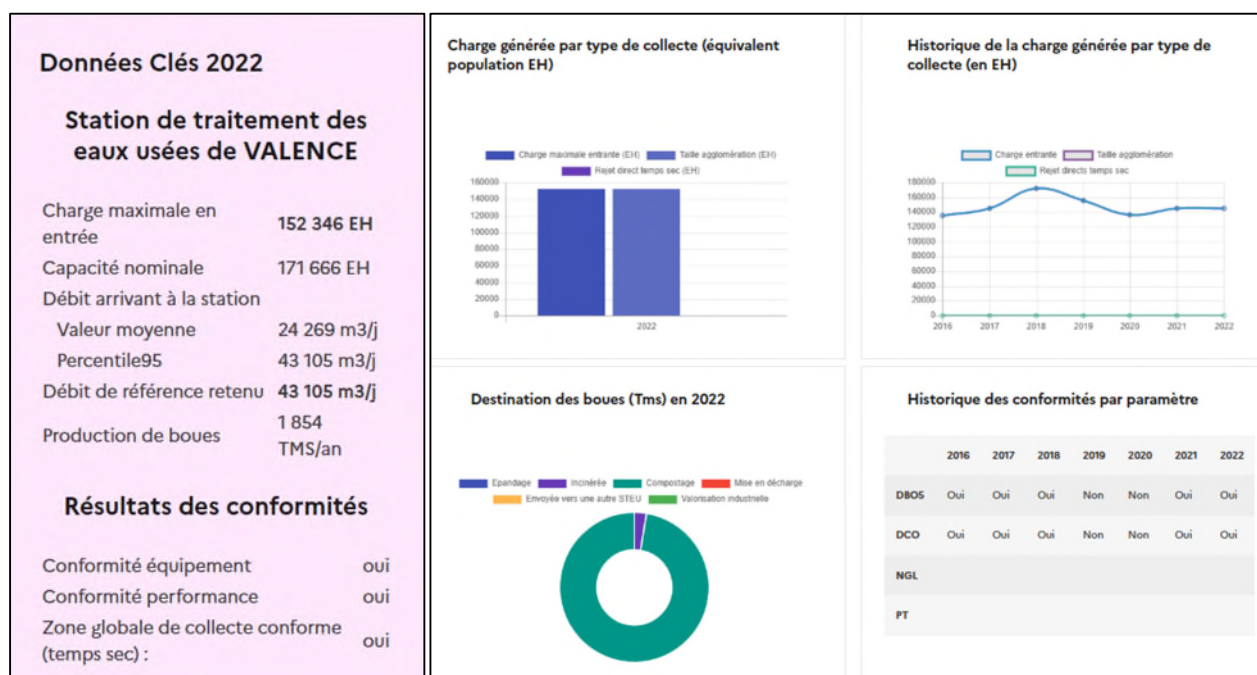 Données Clés 2022
Station de traitement des
eaux usées de VALENCE
Charge maximale en
entrée 152 346 EH
Capacité nominale 171 666 EH
Débit arrivant à la station
Valeur moyenne 24 269 m3/j
Percentile95 43 105 m3/j
Débit de référence retenu 43 105 m3/j
Production de boues 1 854
TMS/an
Résultats des conformités
Conformité équipement oui
Conformité performance oui
Zone globale de collecte conforme
(temps sec) : oui
Charge générée par type de collecte (équivalent
population EH)
Charge maximale entrante (EH) Taille agglomération (EH)
Rejet direct temps sec (EH)
160000
140000
120000
100000
80000
60000
40000
20000
0
2022
Historique de la charge générée par type de
collecte (en EH)
Charge entrante Taille agglomération
Rejet directs temps sec
180000
160000
140000
120000
100000
80000
60000
40000
20000
0
2016 2017 2018 2019 2020 2021 2022
Destination des boues (Tms) en 2022
Epandage Incinérée Compostage Mise en décharge
Envoyée vers une autre STEU Valorisation industrielle
Historique des conformités par paramètre
2016 2017 2018 2019 2020 2021 2022
DBO5 Oui Oui Oui Non Non Oui Oui
DCO Oui Oui Oui Non Non Oui Oui
NGL
PT